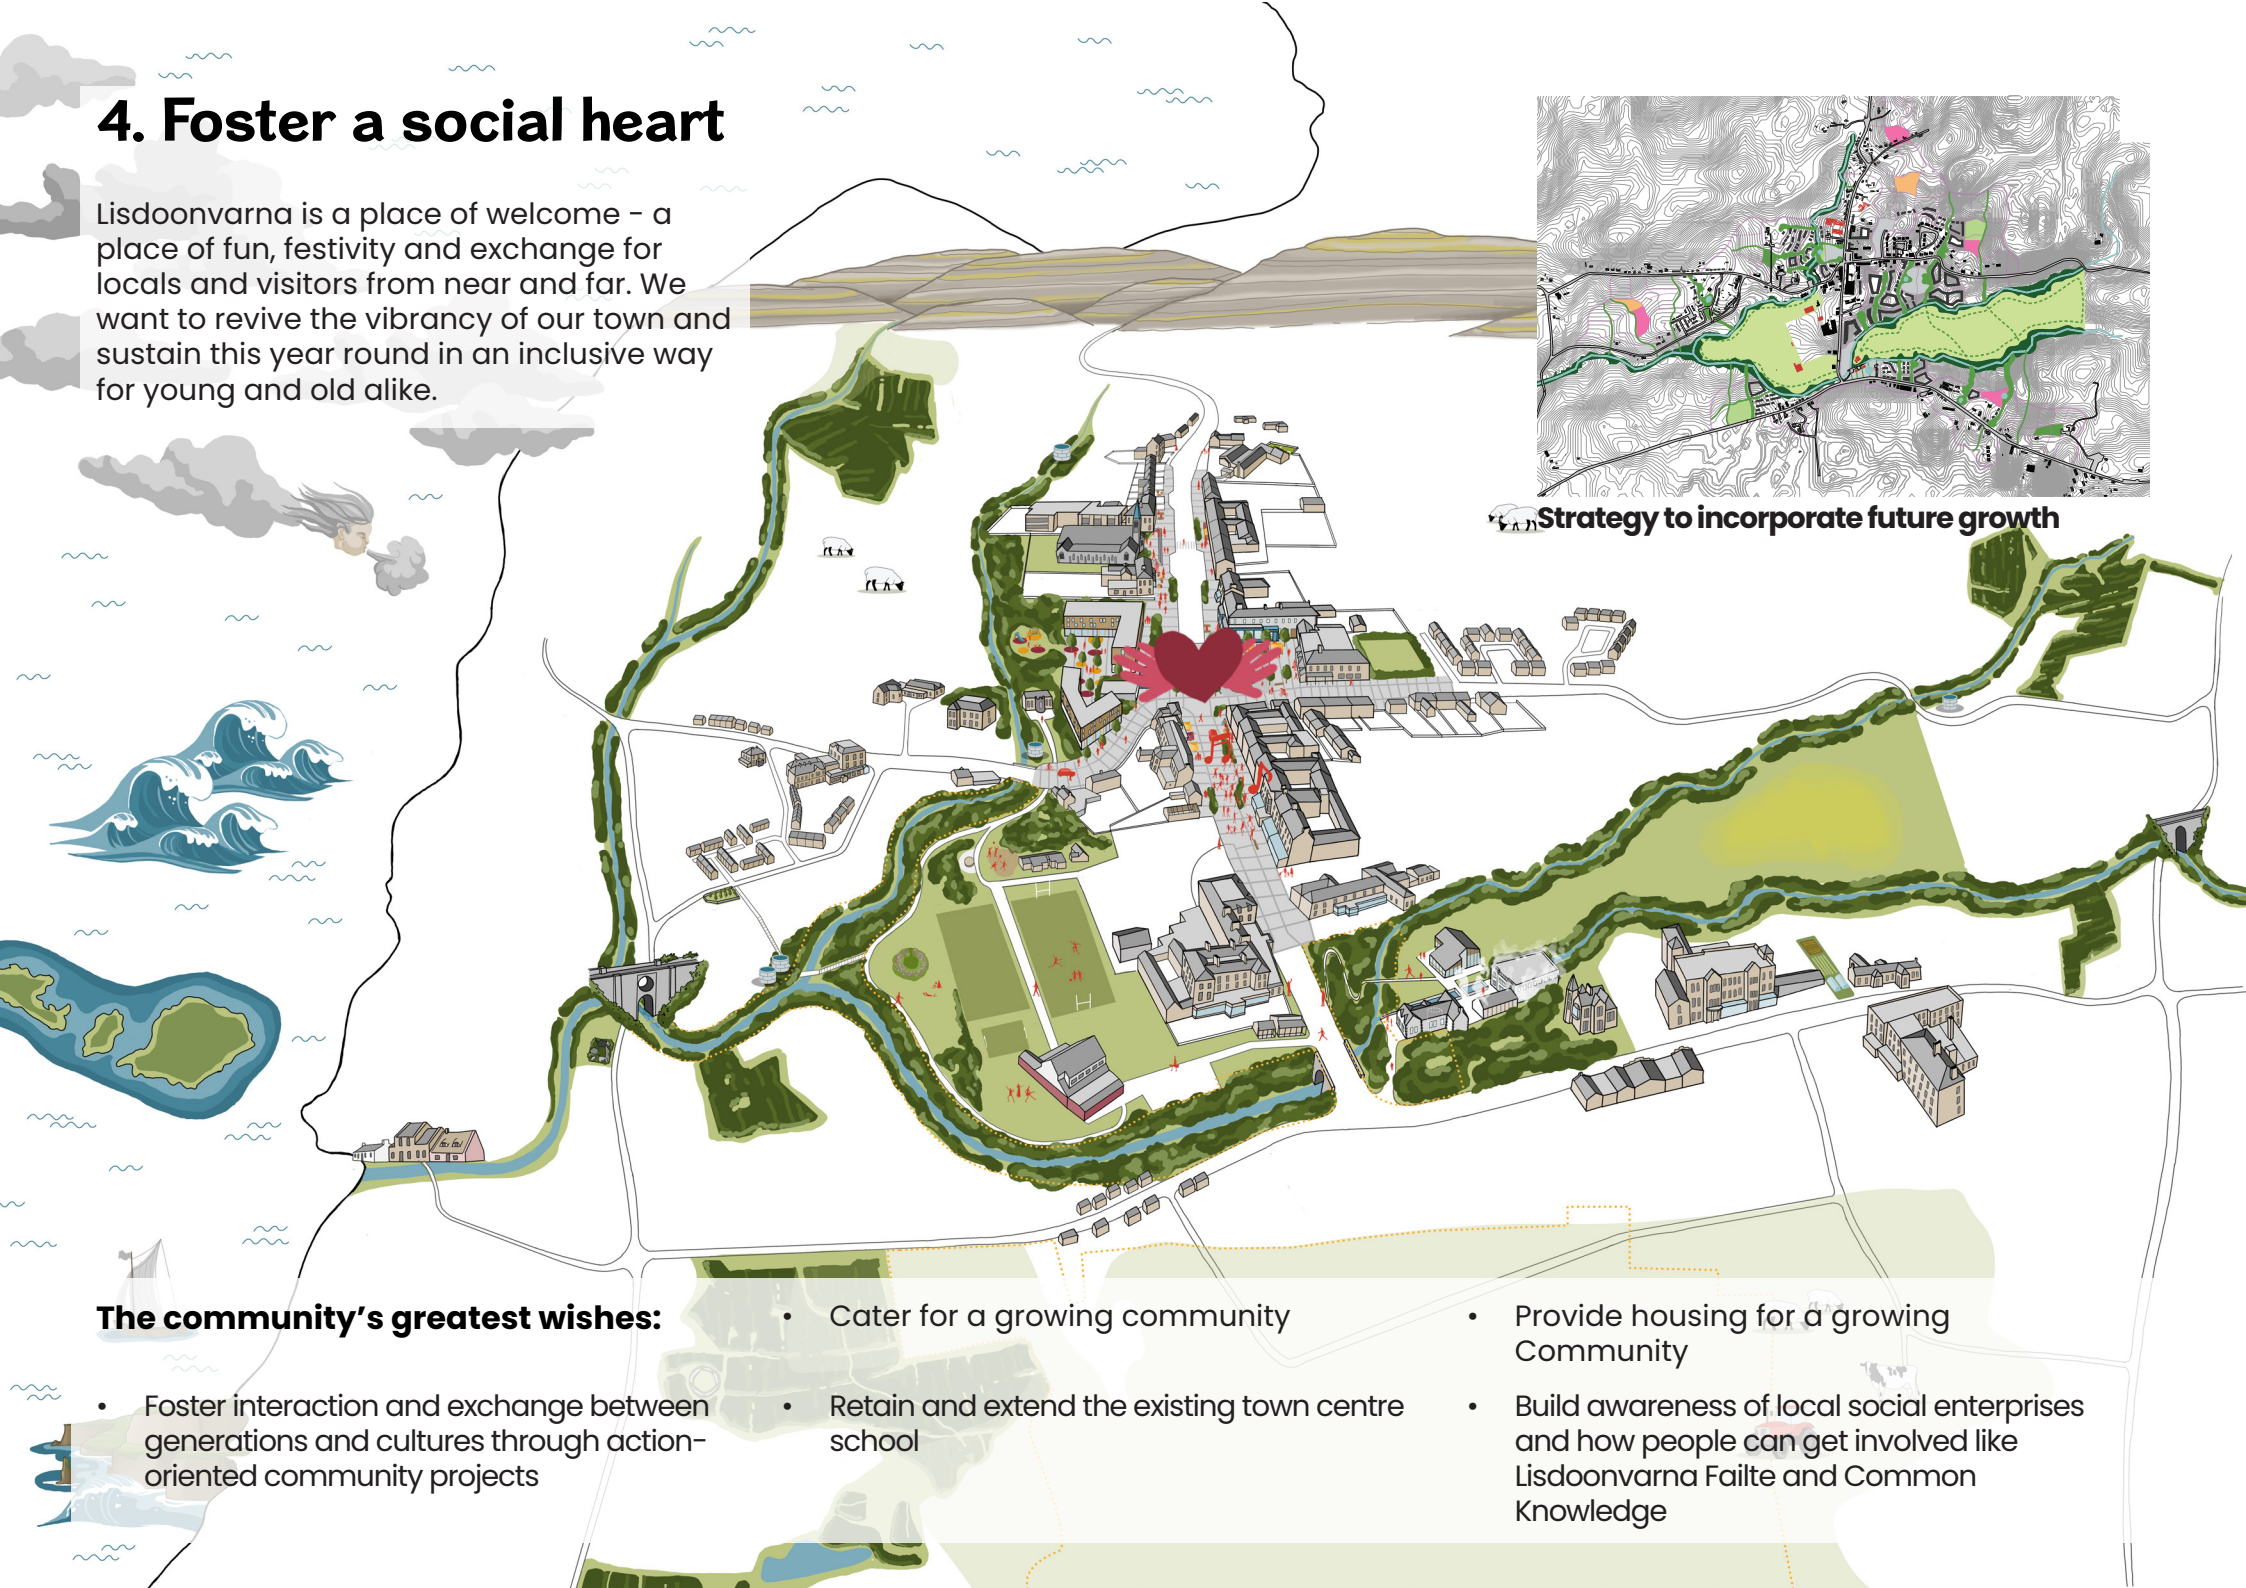 4. Foster a social heart
Lisdoonvarna is a place of welcome - a
place of fun, festivity and exchange for
locals and visitors from near and far. We
want to revive the vibrancy of our town and
sustain this year round in an inclusive way
for young and old alike.
Strategy to incorporate future growth
The community's greatest wishes:
• Foster interaction and exchange between
generations and cultures through action-
oriented community projects
• Cater for a growing community
• Retain and extend the existing town centre
school
• Provide housing for a growing
Community
• Build awareness of local social enterprises
and how people can get involved like
Lisdoonvarna Failte and Common
Knowledge